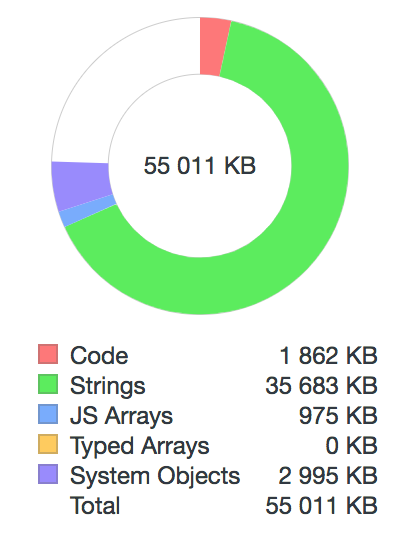 55 011 KB
Code 1 862 KB
Strings 35 683 KB
JS Arrays 975 KB
Typed Arrays 0 KB
System Objects 2 995 KB
Total 55 011 KB